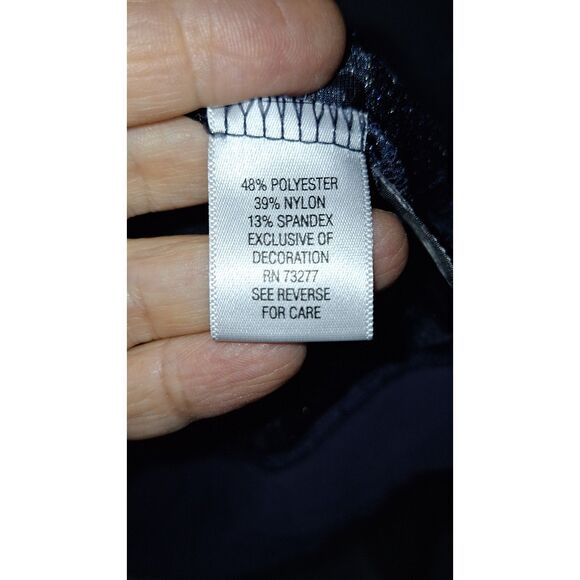 48% POLYESTER
39% NYLON
13% SPANDEX
EXCLUSIVE OF
DECORATION
RN 73277
SEE REVERSE
FOR CARE